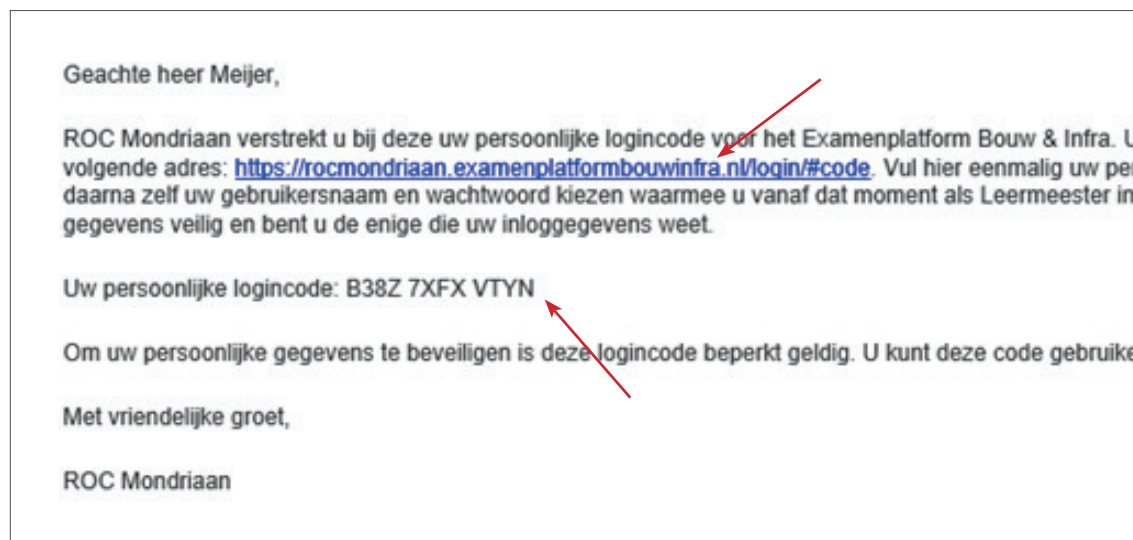 Geachte heer Meijer,
ROC Mondriaan verstrekt u bij deze uw persoonlijke logincode voor het Examenplatform Bouw & Infra. U
volgende adres: https://rocmondriaan.examenplatformbouwinfra.nl/login/#code. Vul hier eenmalig uw per
daarna zelf uw gebruikersnaam en wachtwoord kiezen waarmee u vanaf dat moment als Leermeester in
gegevens veilig en bent u de enige die uw inloggegevens weet.
Uw persoonlijke logincode: B38Z 7XFX VTYN
Om uw persoonlijke gegevens te beveiligen is deze logincode beperkt geldig. U kunt deze code gebruike
Met vriendelijke groet,
ROC Mondriaan